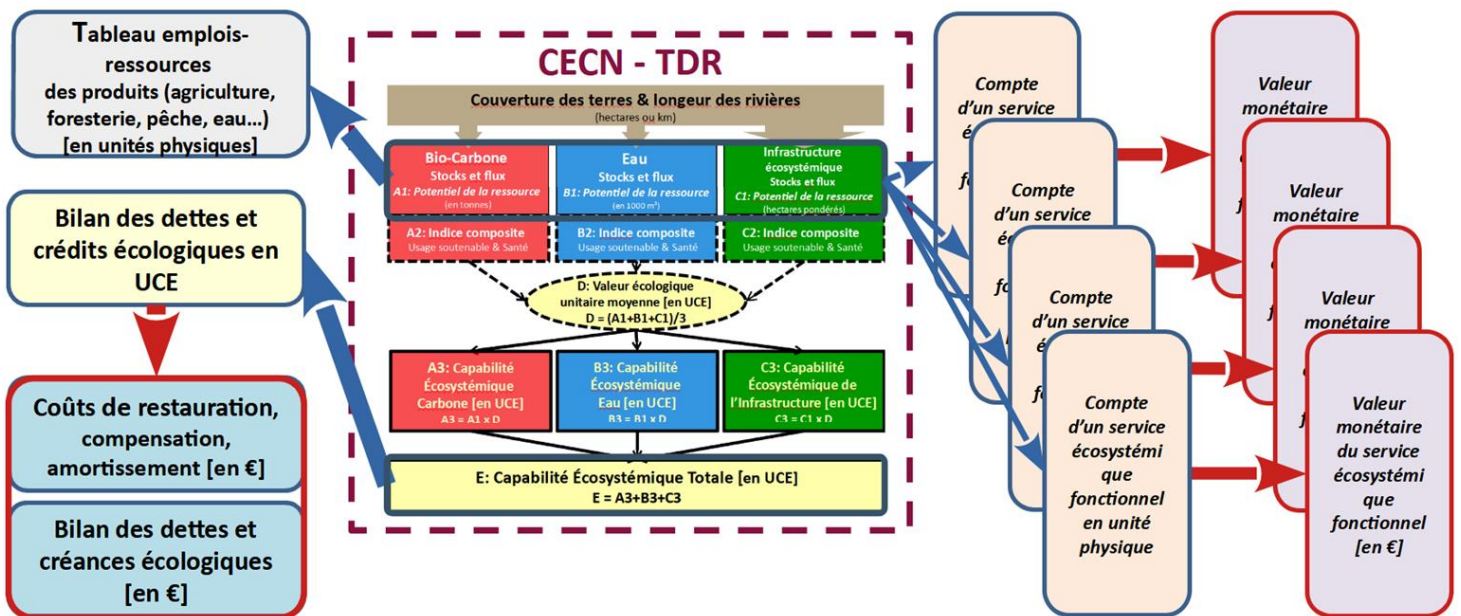 Tableau emplois-
ressources
des produits (agriculture,
foresterie, pêche, eau...)
[en unités physiques]
Bilan des dettes et
crédits écologiques en
UCE
Coûts de restauration,
compensation,
amortissement [en €]
Bilan des dettes et
créances écologiques
[en €]
CECN - TDR
Couverture des terres & longeur des rivières
(hectares ou km)
Bio-Carbone
Stocks et flux
A1: Potentiel de la ressource
(en tonnes)
Eau
Stocks et flux
B1: Potentiel de la ressource
(en 1000 m³)
Infrastructure
écosystémique
Stocks et flux
C1: Potentiel de la ressource
(hectares pondérés)
A2: Indice composite
Usage soutenable & Santé
B2: Indice composite
Usage soutenable & Santé
C2: Indice composite
Usage soutenable & Santé
D: Valeur écologique
unitaire moyenne [en UCE]
D = (A1+B1+C1)/3
A3: Capabilité
Écosystémique
Carbone [en UCE]
A3 = A1 x D
B3: Capabilité
Écosystémique
Eau [en UCE]
B3 = B1 x D
C3: Capabilité
Écosystémique de
l'Infrastructure [en UCE]
C3 = C1 x D
E: Capabilité Écosystémique Totale [en UCE]
E = A3+B3+C3
Compte
d'un service
Compte
d'un service
Compte
d'un service
Compte
d'un service
écosystémi
que
fonctionnel
en unité
physique
Valeur
monétaire
Valeur
monétaire
Valeur
monétaire
Valeur
monétaire
du service
écosystémi
que
fonctionnel
[en €]